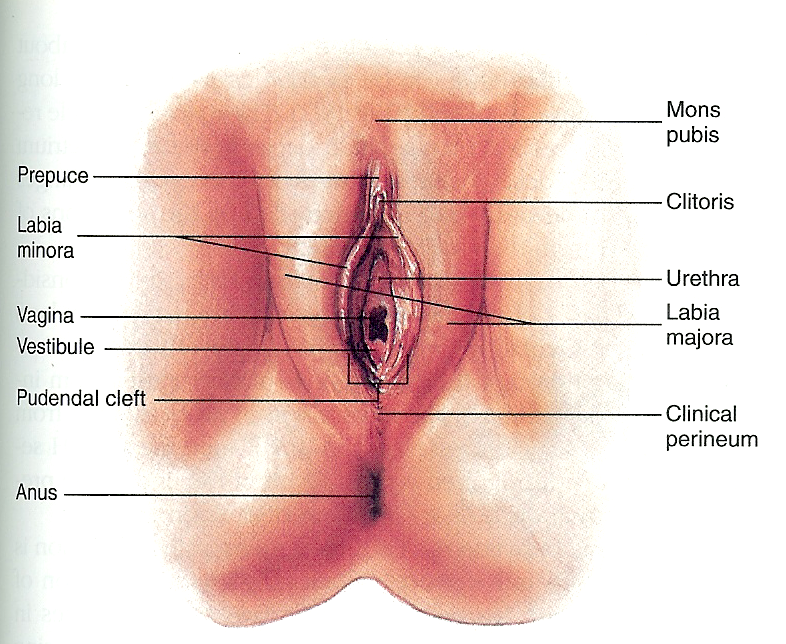 Mons
pubis
Prepuce
Clitoris
Labia
minora
Urethra
Vagina
Labia
majora
Vestibule
Pudendal cleft
Clinical
perineum
Anus